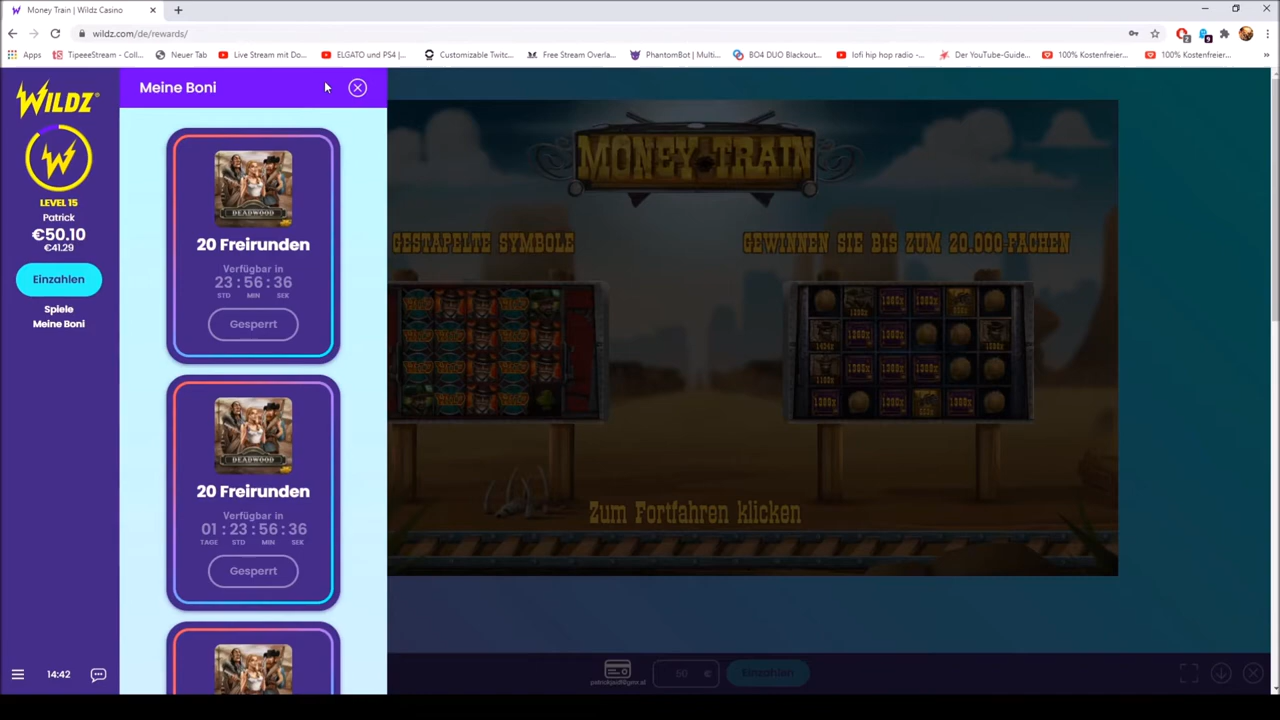 Money Train | Wildz Casino
wildz.com/de/rewards/
Apps
TipeeeStream - Coll...
Neuer Tab
Live Stream mit Do...
ELGATO und PS4 |...
Customizable Twitc...
Free Stream Overla...
PhantomBot | Multi...
BO4 DUO Blackout...
lofi hip hop radio -...
Der YouTube-Guide...
100% Kostenfreier...
100% Kostenfreier...
WILDZ
LEVEL 15
Patrick
€50.10
€41.29
Einzahlen
Spiele
Meine Boni
14:42
Meine Boni
DEADWOOD
20 Freirunden
Verfügbar in
23 : 56 : 36
STD MIN SEK
Gesperrt
DEADWOOD
20 Freirunden
Verfügbar in
01 : 23 : 56 : 36
TAGE STD MIN SEK
Gesperrt
MONEY TRAIN
GESTAPELTE SYMBOLE
GEWINNEN SIE BIS ZUM 20.000-FACHEN
Zum Fortfahren klicken
50 €
Einzahlen